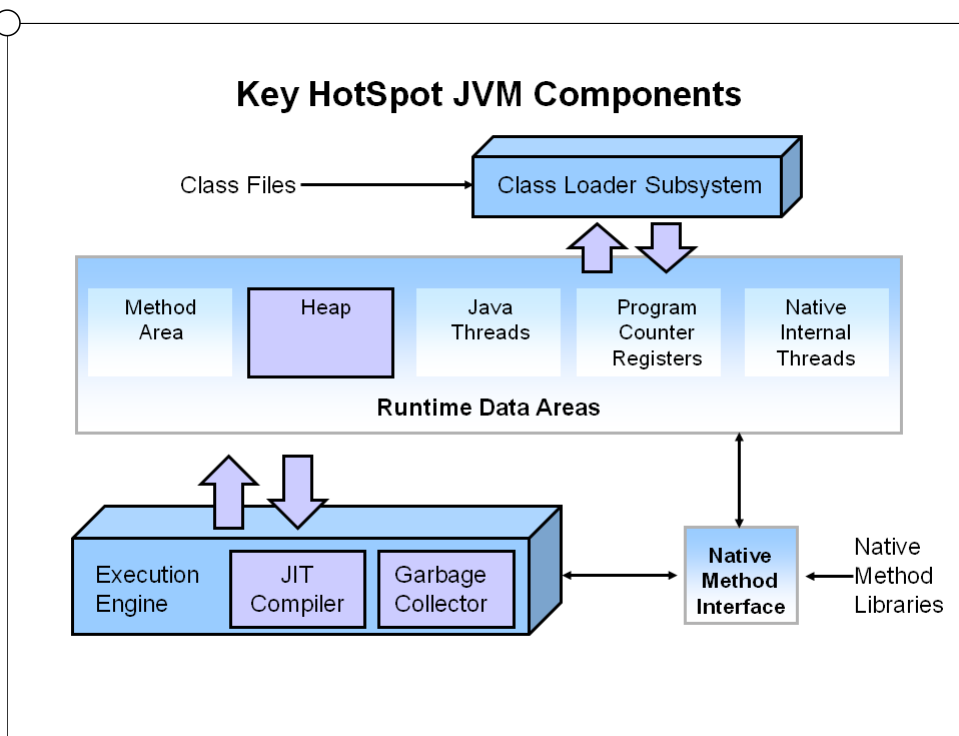 Key HotSpot JVM Components
Class Files
Class Loader Subsystem
Method
Area
Heap
Java
Threads
Program
Counter
Registers
Native
Internal
Threads
Runtime Data Areas
Execution
Engine
JIT
Compiler
Garbage
Collector
Native
Method
Interface
Native
Method
Libraries